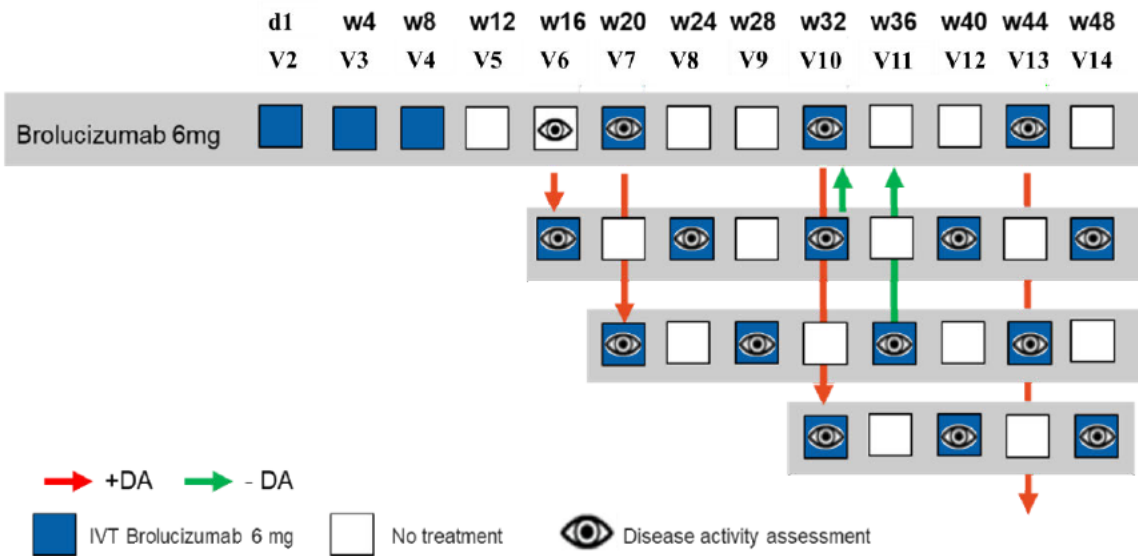 d1 w4 w8 w12 w16 w20 w24 w28 w32 w36 w40 w44 w48
V2 V3 V4 V5 V6 V7 V8 V9 V10 V11 V12 V13 V14
Brolucizumab 6mg
+DA - DA
IVT Brolucizumab 6 mg No treatment Disease activity assessment